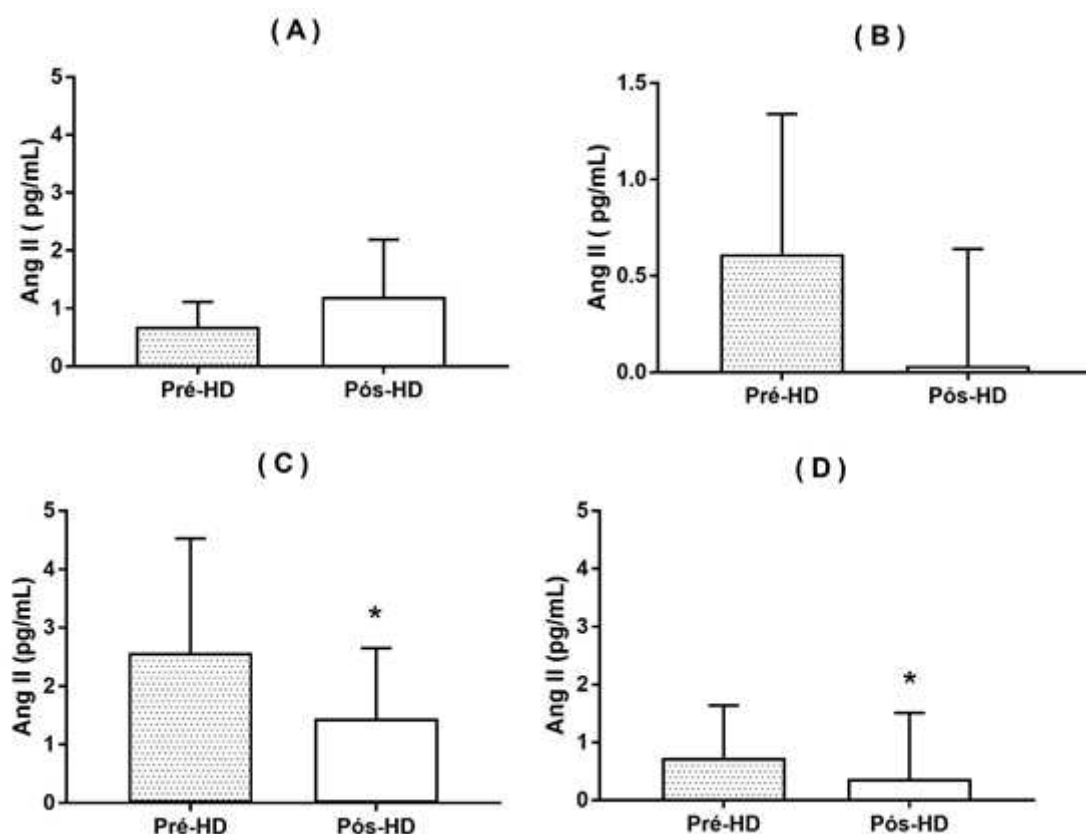 ( A )
Ang II ( pg/mL)
5
4
3
2
1
0
Pré-HD Pós-HD
( B )
Ang II ( pg/mL)
1.5
1.0
0.5
0.0
Pré-HD Pós-HD
( C )
Ang II (pg/mL)
5
4
3
2
1
0
*
Pré-HD Pós-HD
( D )
Ang II (pg/mL)
5
4
3
2
1
0
*
Pré-HD Pós-HD